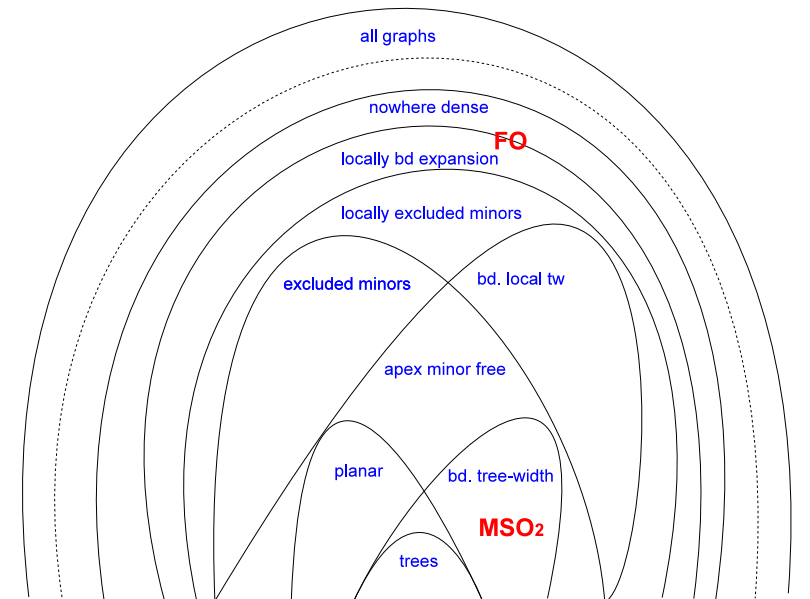 all graphs
nowhere dense
FO
locally bd expansion
locally excluded minors
excluded minors
bd. local tw
apex minor free
planar
bd. tree-width
MSO2
trees